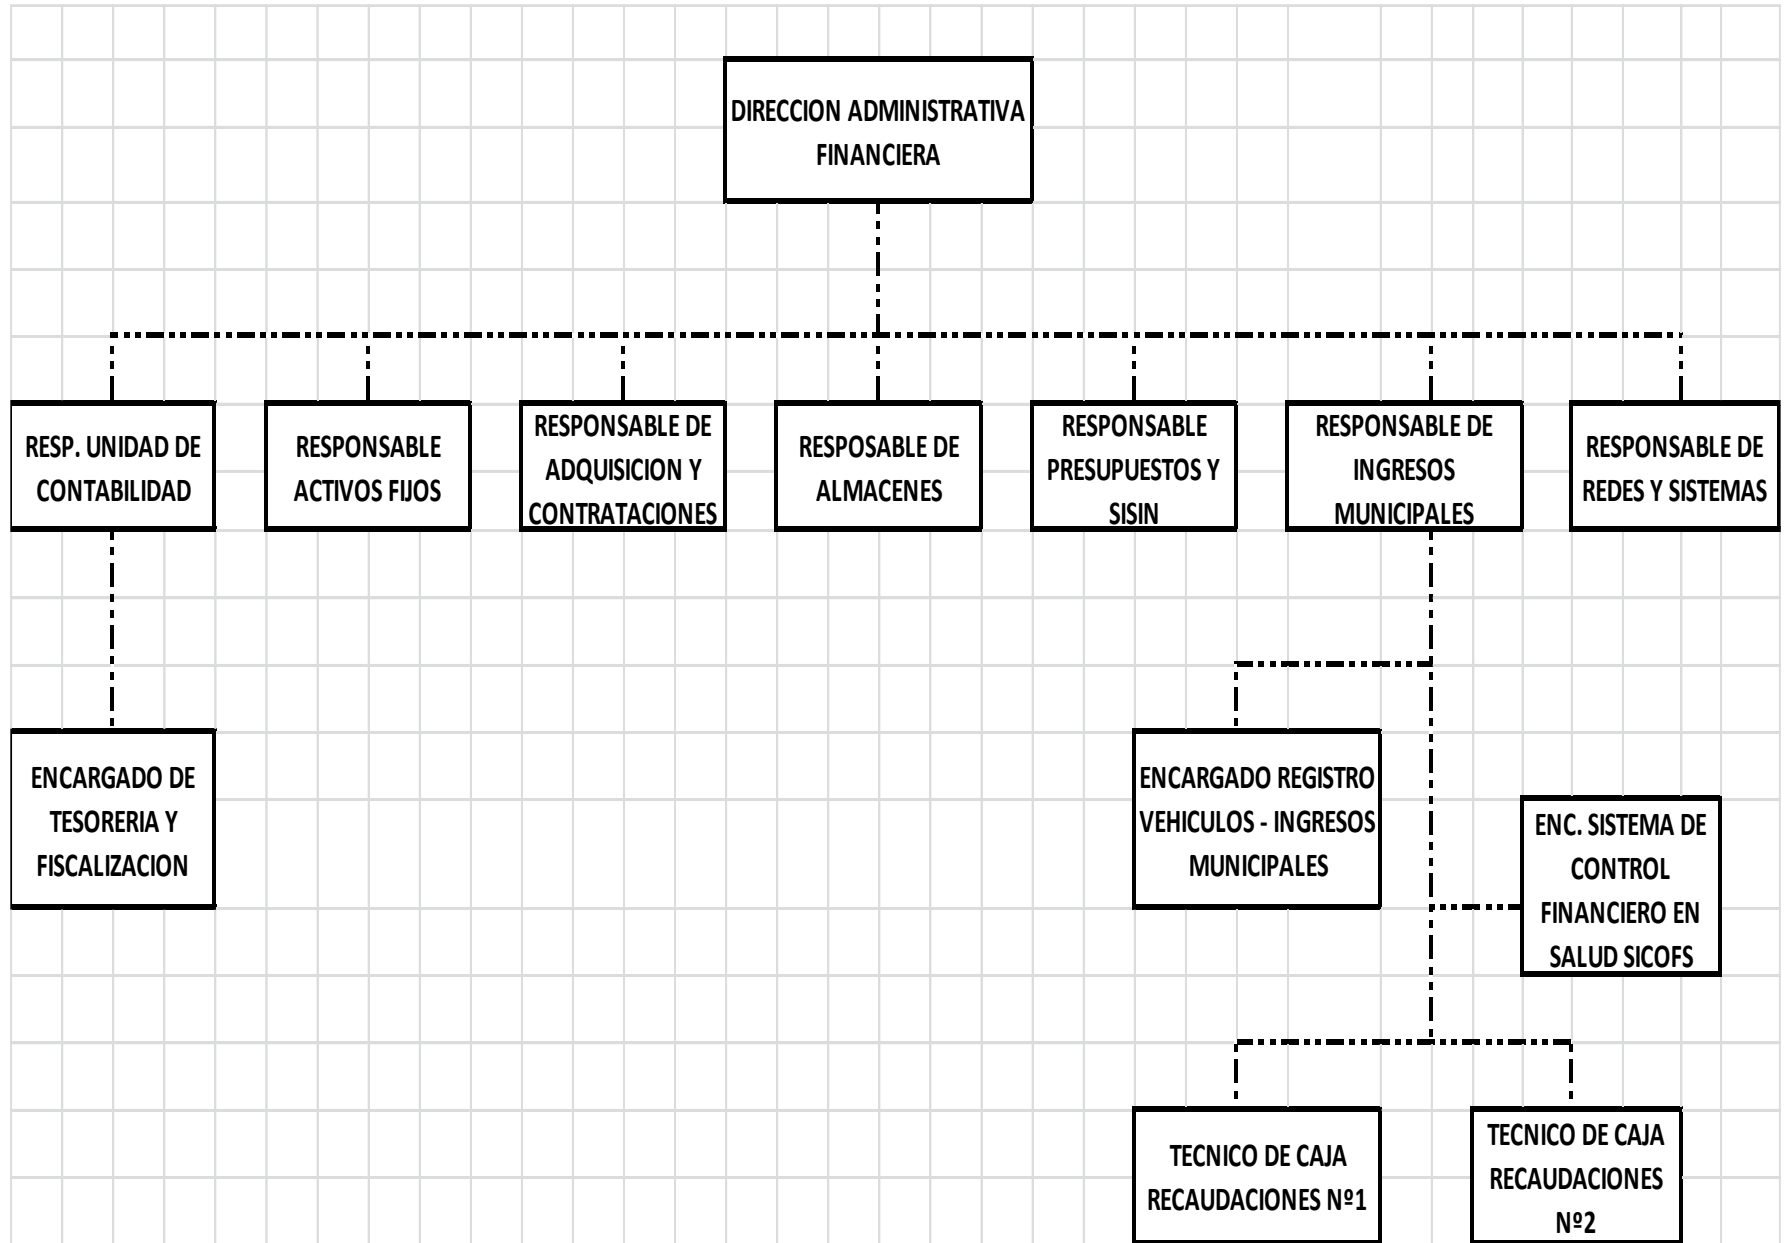 DIRECCION ADMINISTRATIVA
FINANCIERA
RESP. UNIDAD DE
CONTABILIDAD
RESPONSABLE
ACTIVOS FIJOS
RESPONSABLE DE
ADQUISICION Y
CONTRATACIONES
RESPOSABLE DE
ALMACENES
RESPONSABLE
PRESUPUESTOS Y
SISIN
RESPONSABLE DE
INGRESOS
MUNICIPALES
RESPONSABLE DE
REDES Y SISTEMAS
ENCARGADO DE
TESORERIA Y
FISCALIZACION
ENCARGADO REGISTRO
VEHICULOS - INGRESOS
MUNICIPALES
ENC. SISTEMA DE
CONTROL
FINANCIERO EN
SALUD SICOFS
TECNICO DE CAJA
RECAUDACIONES Nº1
TECNICO DE CAJA
RECAUDACIONES
Nº2